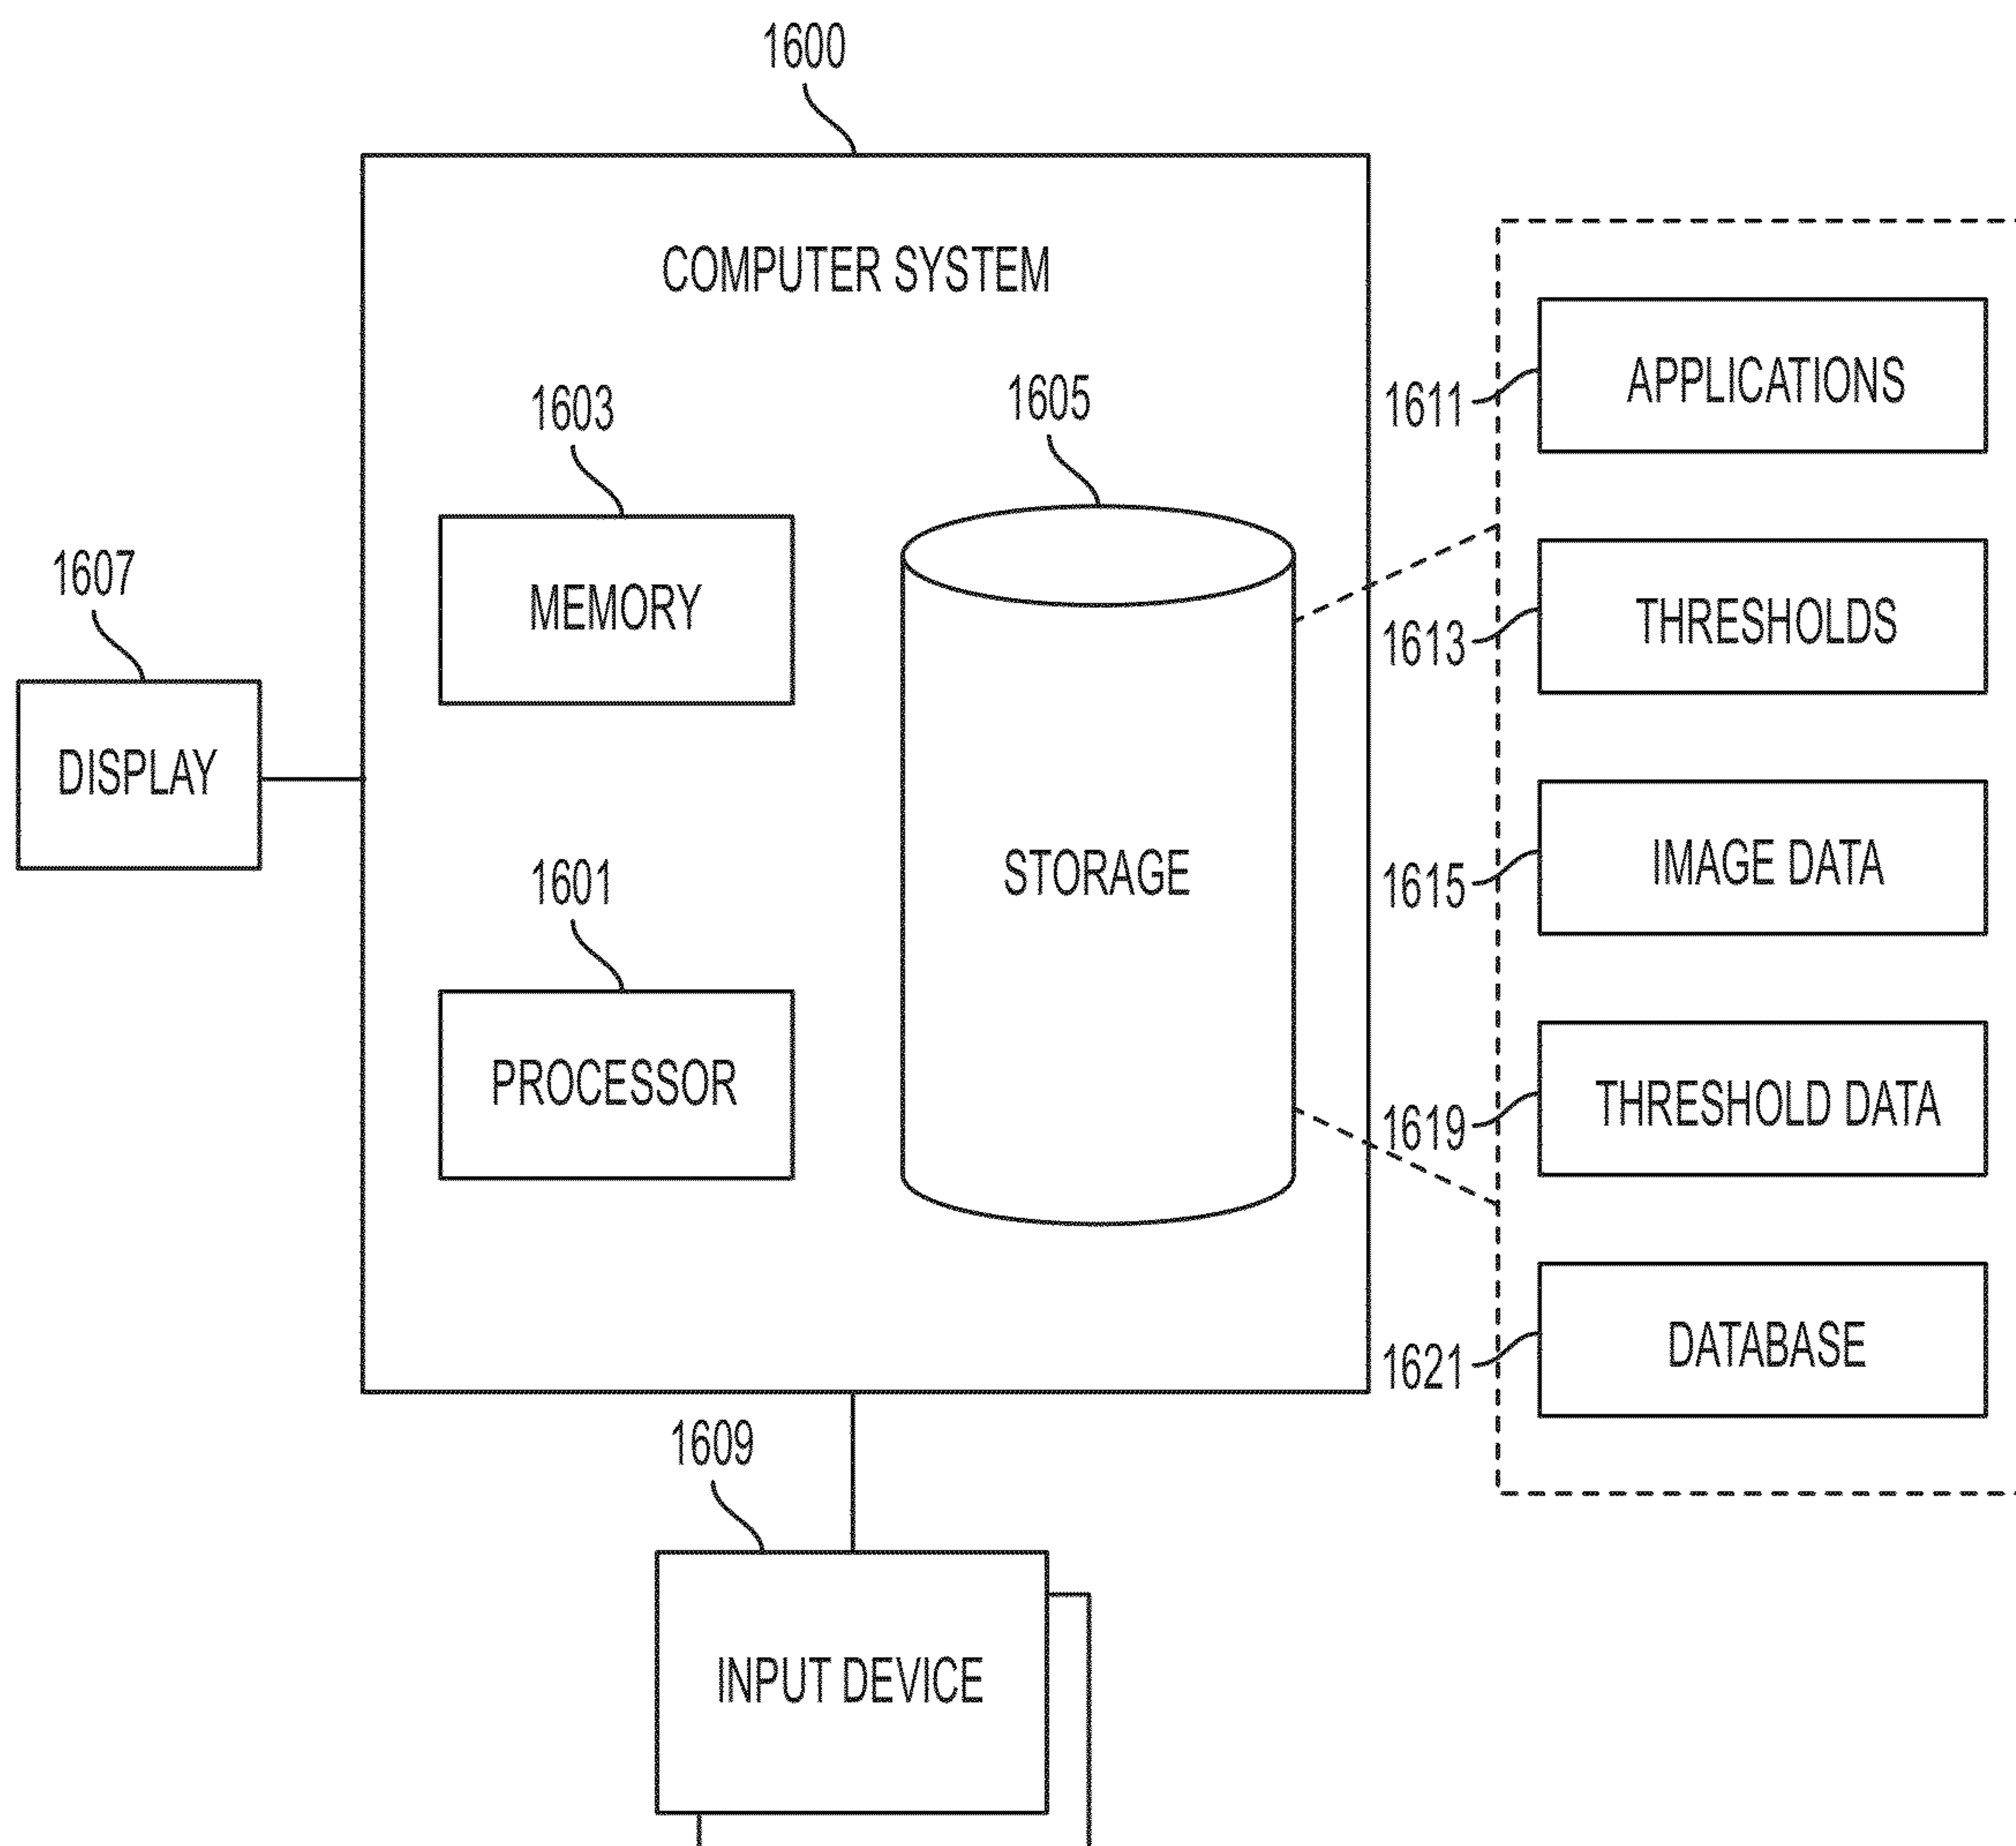 1600
COMPUTER SYSTEM
1603
1605
1611
APPLICATIONS
1607
MEMORY
1613
THRESHOLDS
DISPLAY
1601
STORAGE
1615
IMAGE DATA
PROCESSOR
1619
THRESHOLD DATA
1621
DATABASE
1609
INPUT DEVICE